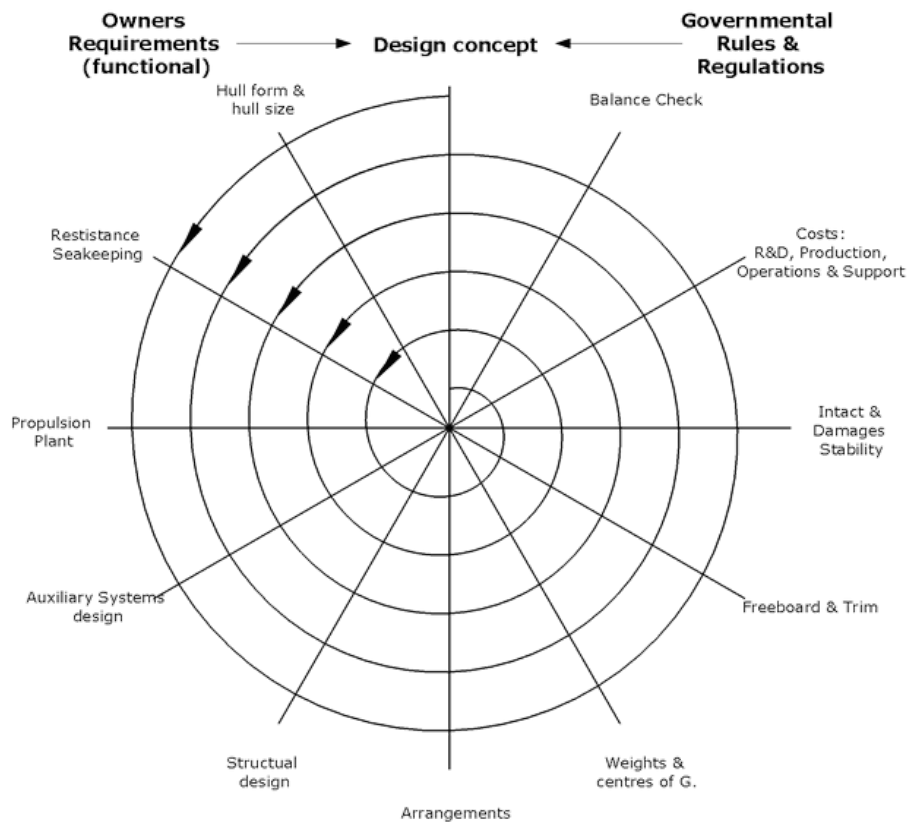 Owners
Requirements
(functional)
Design concept
Governmental
Rules &
Regulations
Hull form &
hull size
Balance Check
Restistance
Seakeeping
Costs:
R&D, Production,
Operations & Support
Propulsion
Plant
Intact &
Damages
Stability
Auxiliary Systems
design
Freeboard & Trim
Structual
design
Weights &
centres of G.
Arrangements